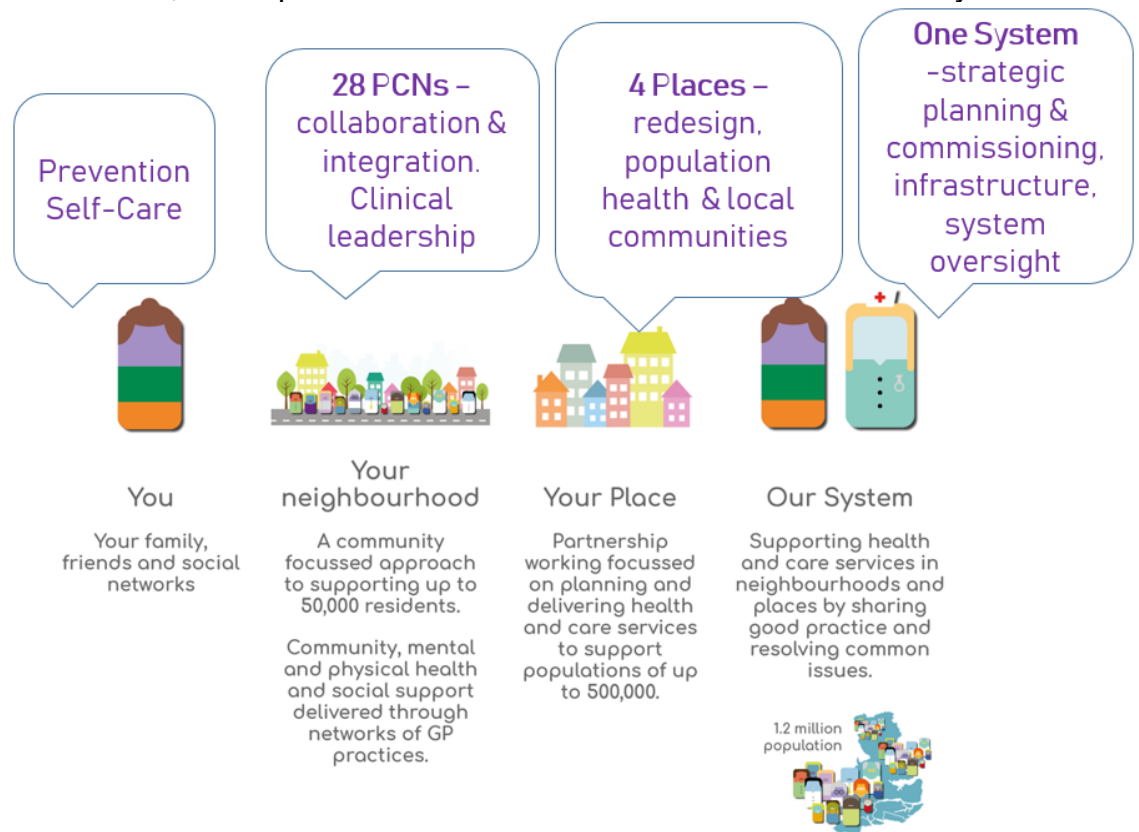 Prevention
Self-Care
28 PCNs –
collaboration &
integration.
Clinical
leadership
4 Places –
redesign,
population
health & local
communities
One System
-strategic
planning &
commissioning,
infrastructure,
system
oversight
You
Your family,
friends and social
networks
Your
neighbourhood
A community
focussed approach
to supporting up to
50,000 residents.
Community, mental
and physical health
and social support
delivered through
networks of GP
practices.
Your Place
Partnership
working focussed
on planning and
delivering health
and care services
to support
populations of up
to 500,000.
Our System
Supporting health
and care services in
neighbourhoods and
places by sharing
good practice and
resolving common
issues.
1.2 million
population